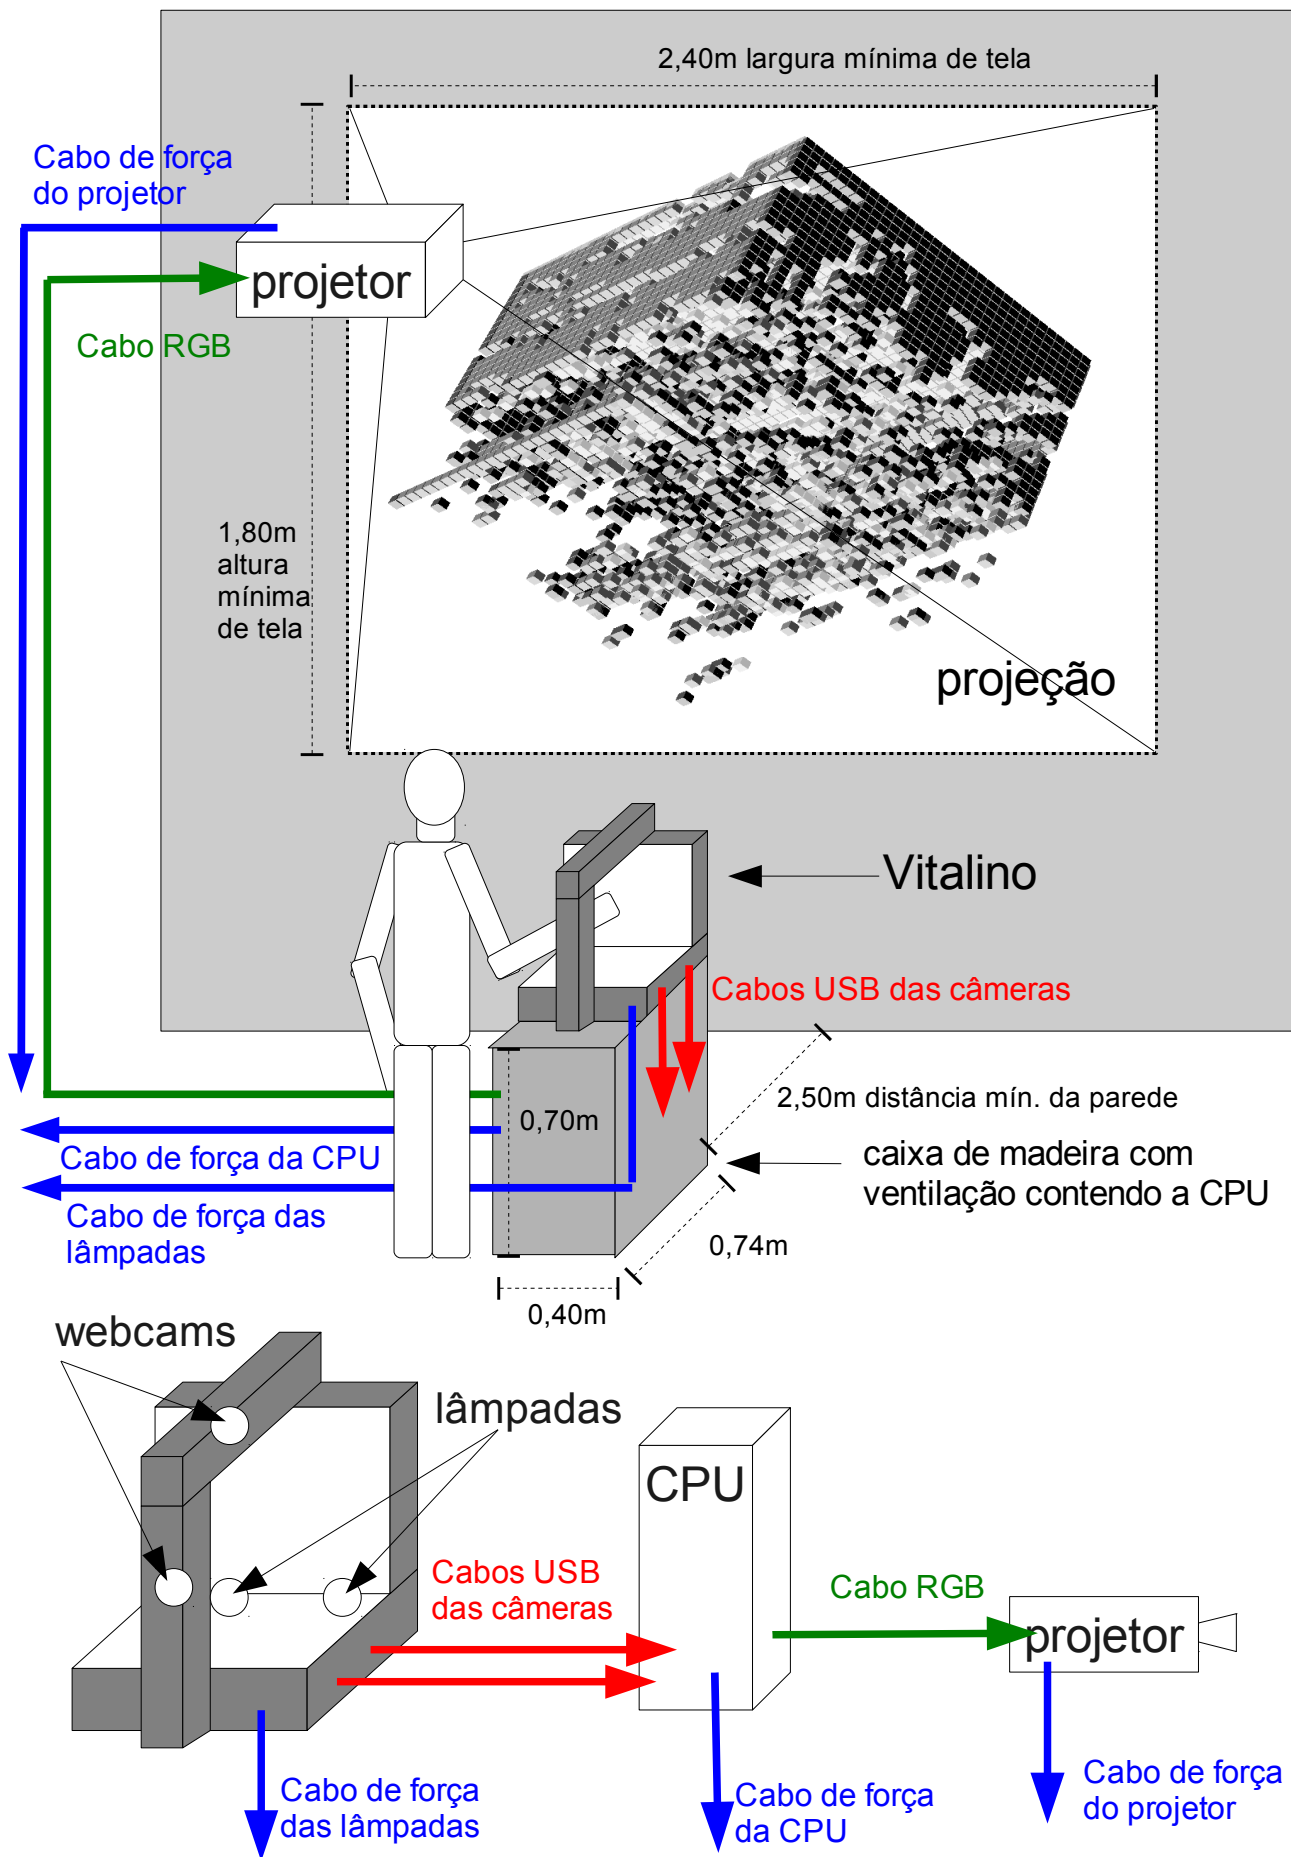 2,40m largura mínima de tela
Cabo de força
do projetor
projetor
Cabo RGB
1,80m
altura
mínima
de tela
projeção
Vitalino
Cabos USB das câmeras
2,50m distância mín. da parede
0,70m
Cabo de força da CPU
caixa de madeira com
ventilação contendo a CPU
Cabo de força das
lâmpadas
0,74m
0,40m
webcams
lâmpadas
CPU
Cabos USB
das câmeras
Cabo RGB
projetor
Cabo de força
das lâmpadas
Cabo de força
da CPU
Cabo de força
do projetor